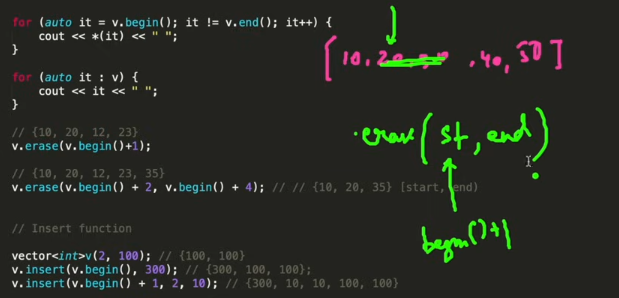 for (auto it = v.begin(); it != v.end(); it++) {
    cout << *(it) << " ";
}
for (auto it : v) {
    cout << it << " ";
}
// {10, 20, 12, 23}
v.erase(v.begin()+1);
// {10, 20, 12, 23, 35}
v.erase(v.begin() + 2, v.begin() + 4); // // {10, 20, 35} [start, end)
// Insert function
vector<int>v(2, 100); // {100, 100}
v.insert(v.begin(), 300); // {300, 100, 100};
v.insert(v.begin() + 1, 2, 10); // {300, 10, 10, 100, 100}
[10, 20, 30, 40, 50]
.erase(st, end)
begin()+1